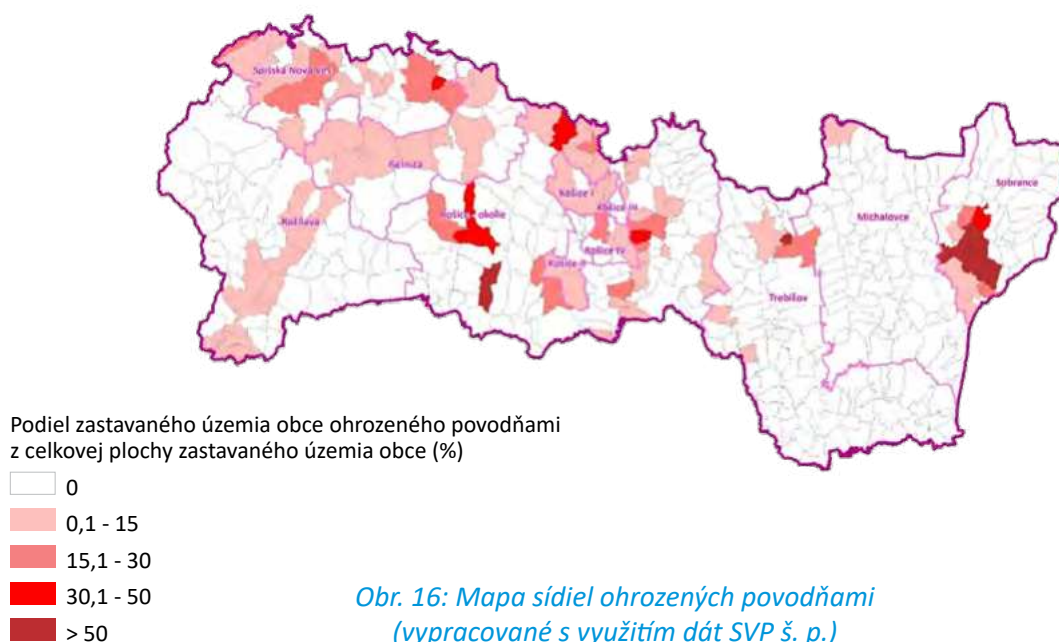 Spišská Nová Ves
Gelnica
Rožňava
Košice - okolie
Košice I
Košice III
Košice IV
Košice II
Trebišov
Michalovce
Sobrance
Podiel zastavaného územia obce ohrozeného povodňami
z celkovej plochy zastavaného územia obce (%)
0
0,1 - 15
15,1 - 30
30,1 - 50
> 50
Obr. 16: Mapa sídiel ohrozených povodňami
(vypracované s využitím dát SVP š. p.)